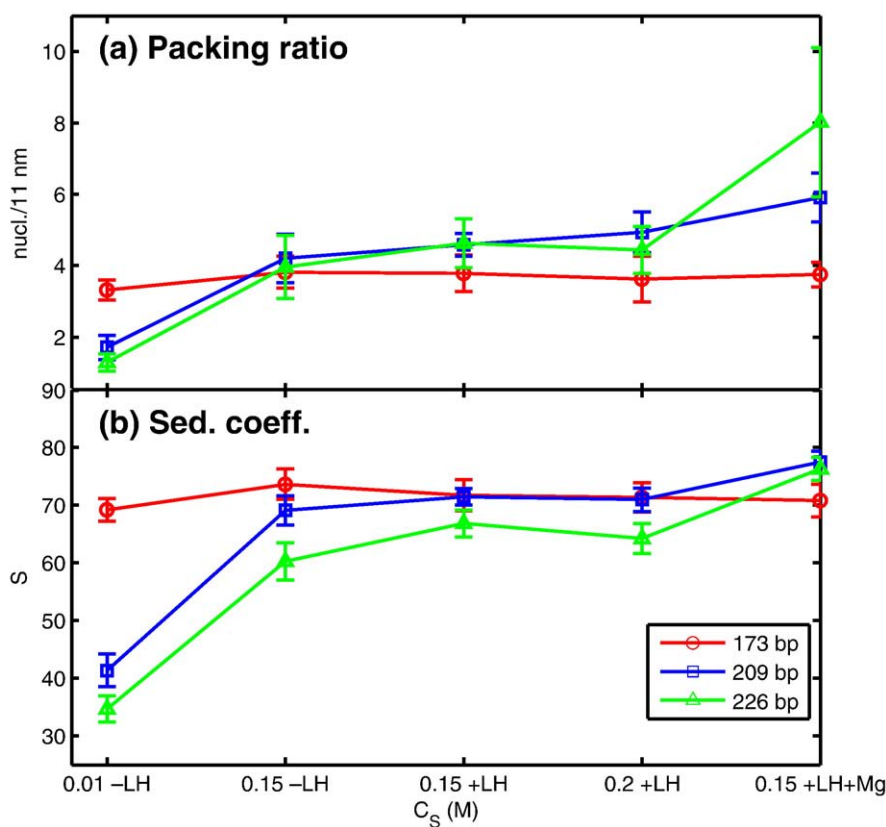 (a) Packing ratio
10
8
6
4
2
nucl./11 nm
(b) Sed. coeff.
90
80
70
60
50
40
30
S
173 bp
209 bp
226 bp
0.01 –LH 0.15 –LH 0.15 +LH 0.2 +LH 0.15 +LH+Mg
C_S (M)